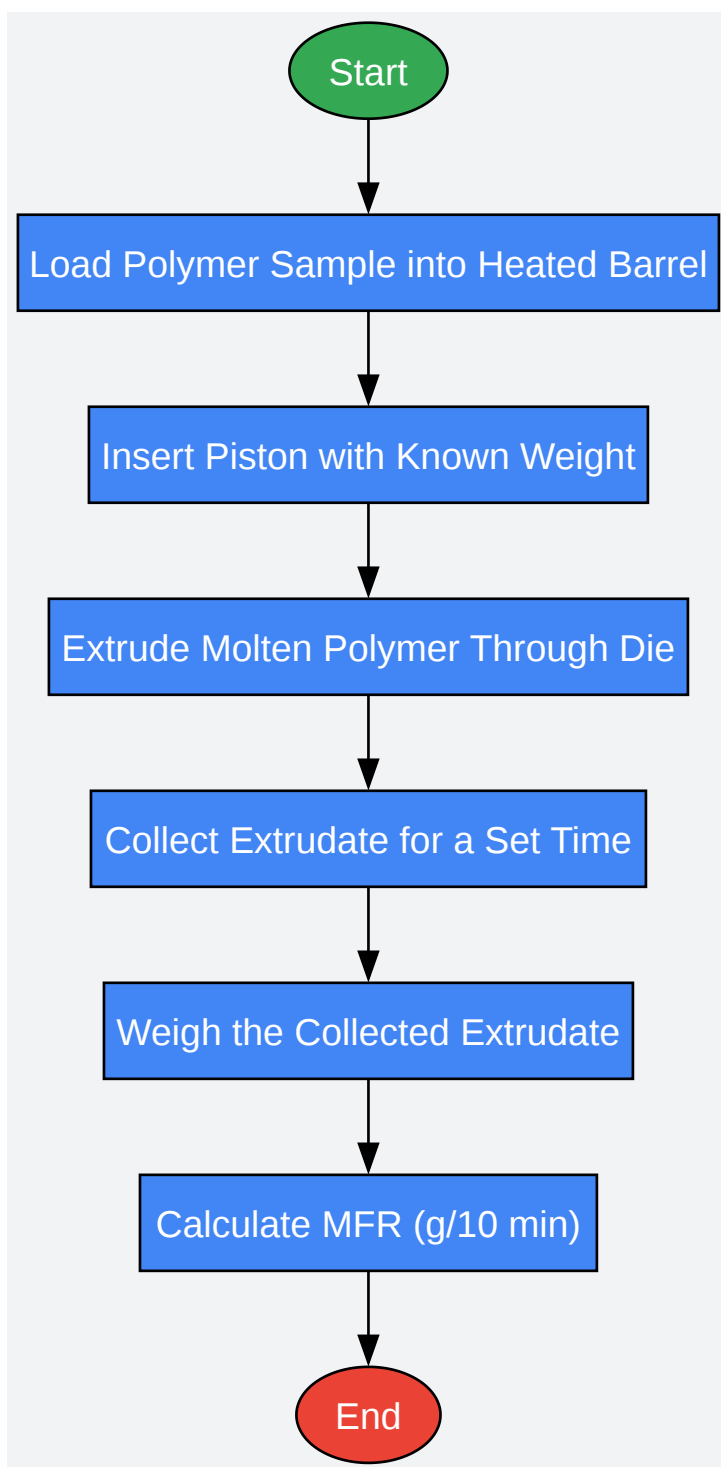 Start
Load Polymer Sample into Heated Barrel
Insert Piston with Known Weight
Extrude Molten Polymer Through Die
Collect Extrudate for a Set Time
Weigh the Collected Extrudate
Calculate MFR (g/10 min)
End